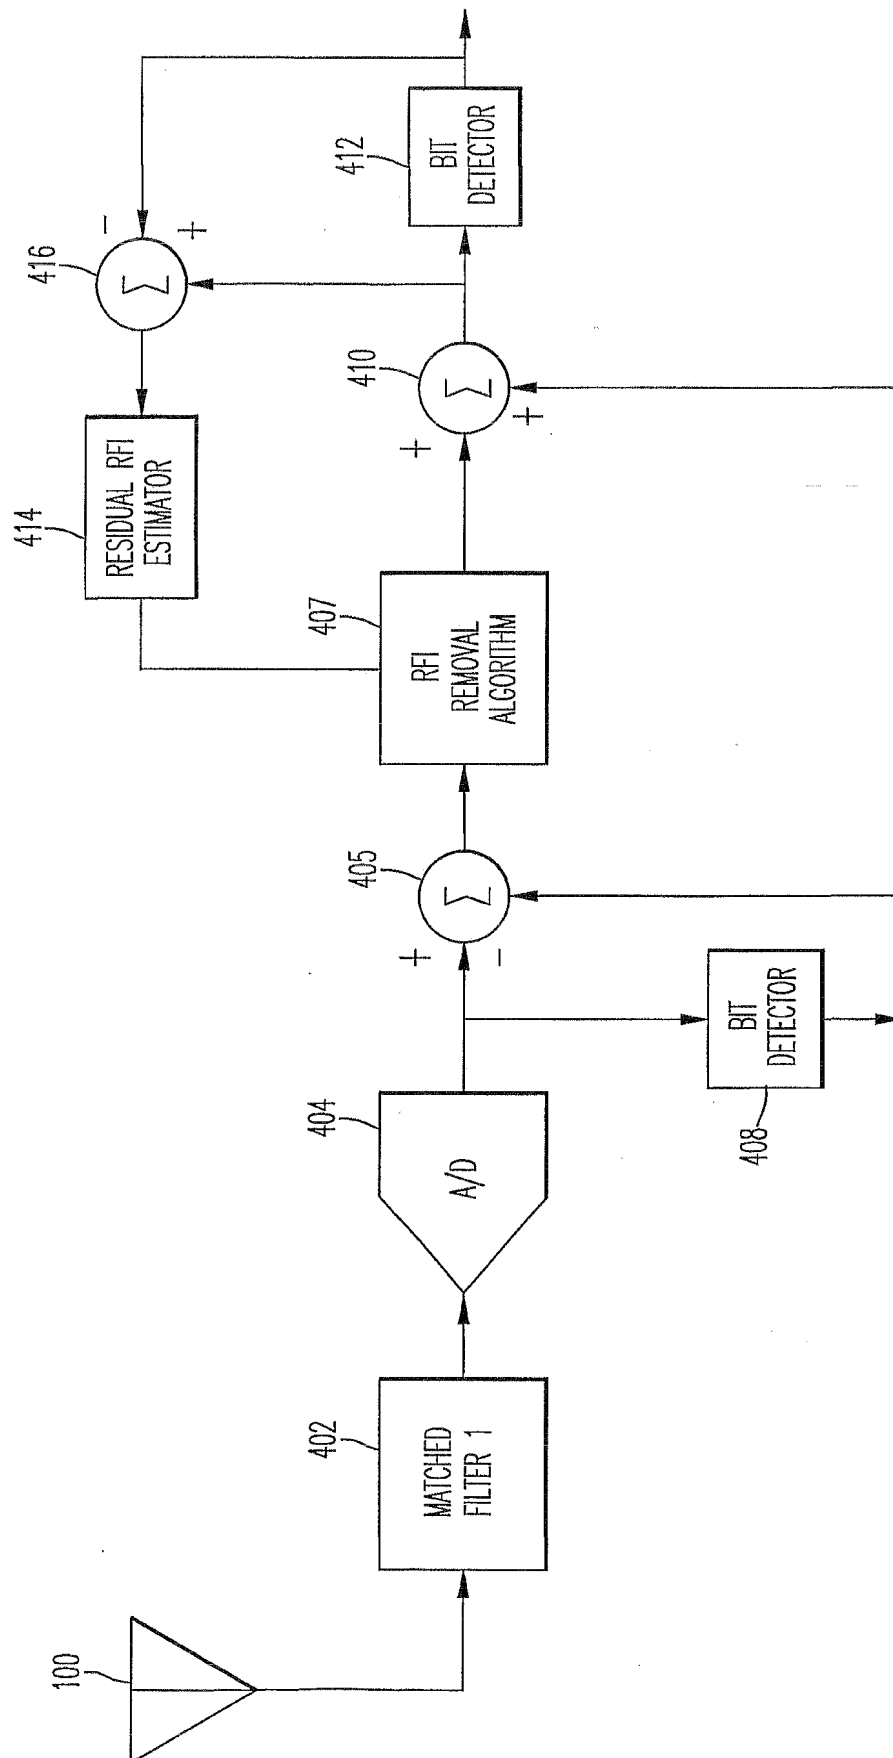 100
402
MATCHED
FILTER 1
404
A/D
408
BIT
DETECTOR
405
Σ
+
-
407
RFI
REMOVAL
ALGORITHM
414
RESIDUAL RFI
ESTIMATOR
410
Σ
+
+
416
Σ
-
+
412
BIT
DETECTOR